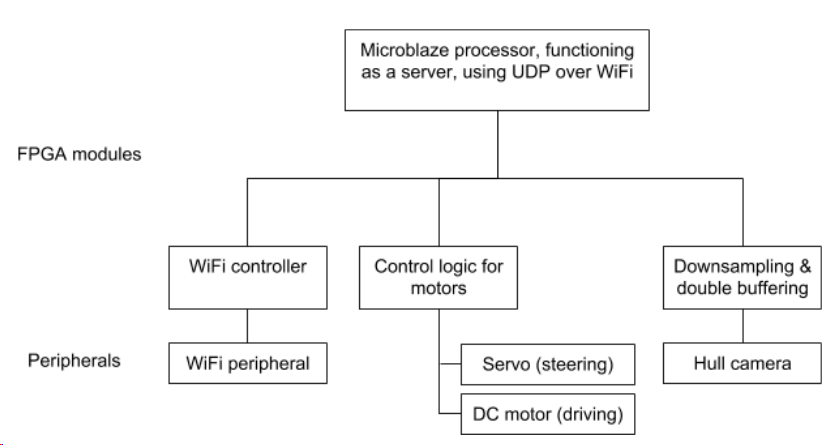 Microblaze processor, functioning
as a server, using UDP over WiFi
FPGA modules
WiFi controller
Control logic for
motors
Downsampling &
double buffering
Peripherals
WiFi peripheral
Servo (steering)
Hull camera
DC motor (driving)